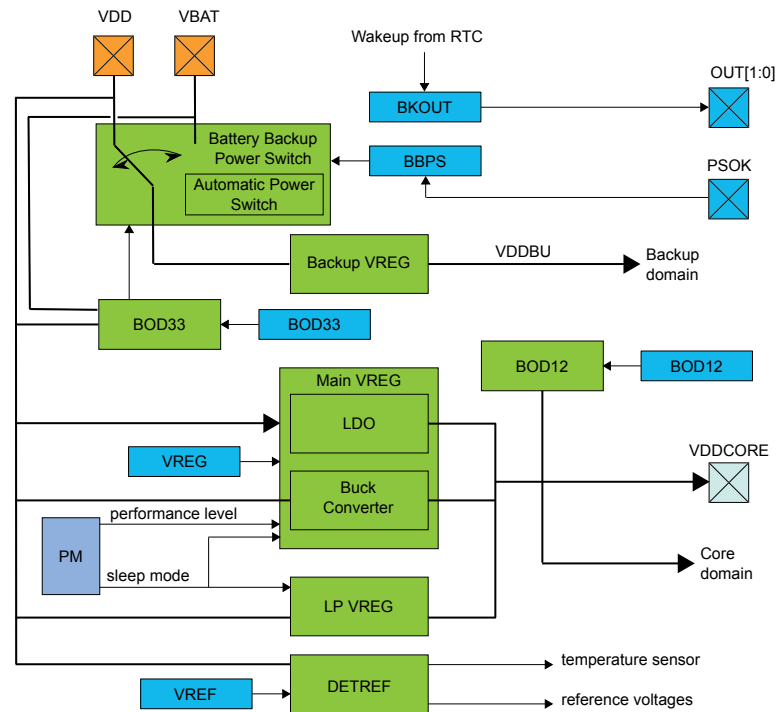 VDD
VBAT
Wakeup from RTC
OUT[1:0]
BKOUT
Battery Backup
Power Switch
BBPS
PSOK
Automatic Power
Switch
Backup VREG
VDDBU
Backup
domain
BOD33
BOD33
Main VREG
BOD12
BOD12
LDO
VREG
VDDCORE
Buck
Converter
performance level
PM
sleep mode
Core
domain
LP VREG
temperature sensor
VREF
DETREF
reference voltages